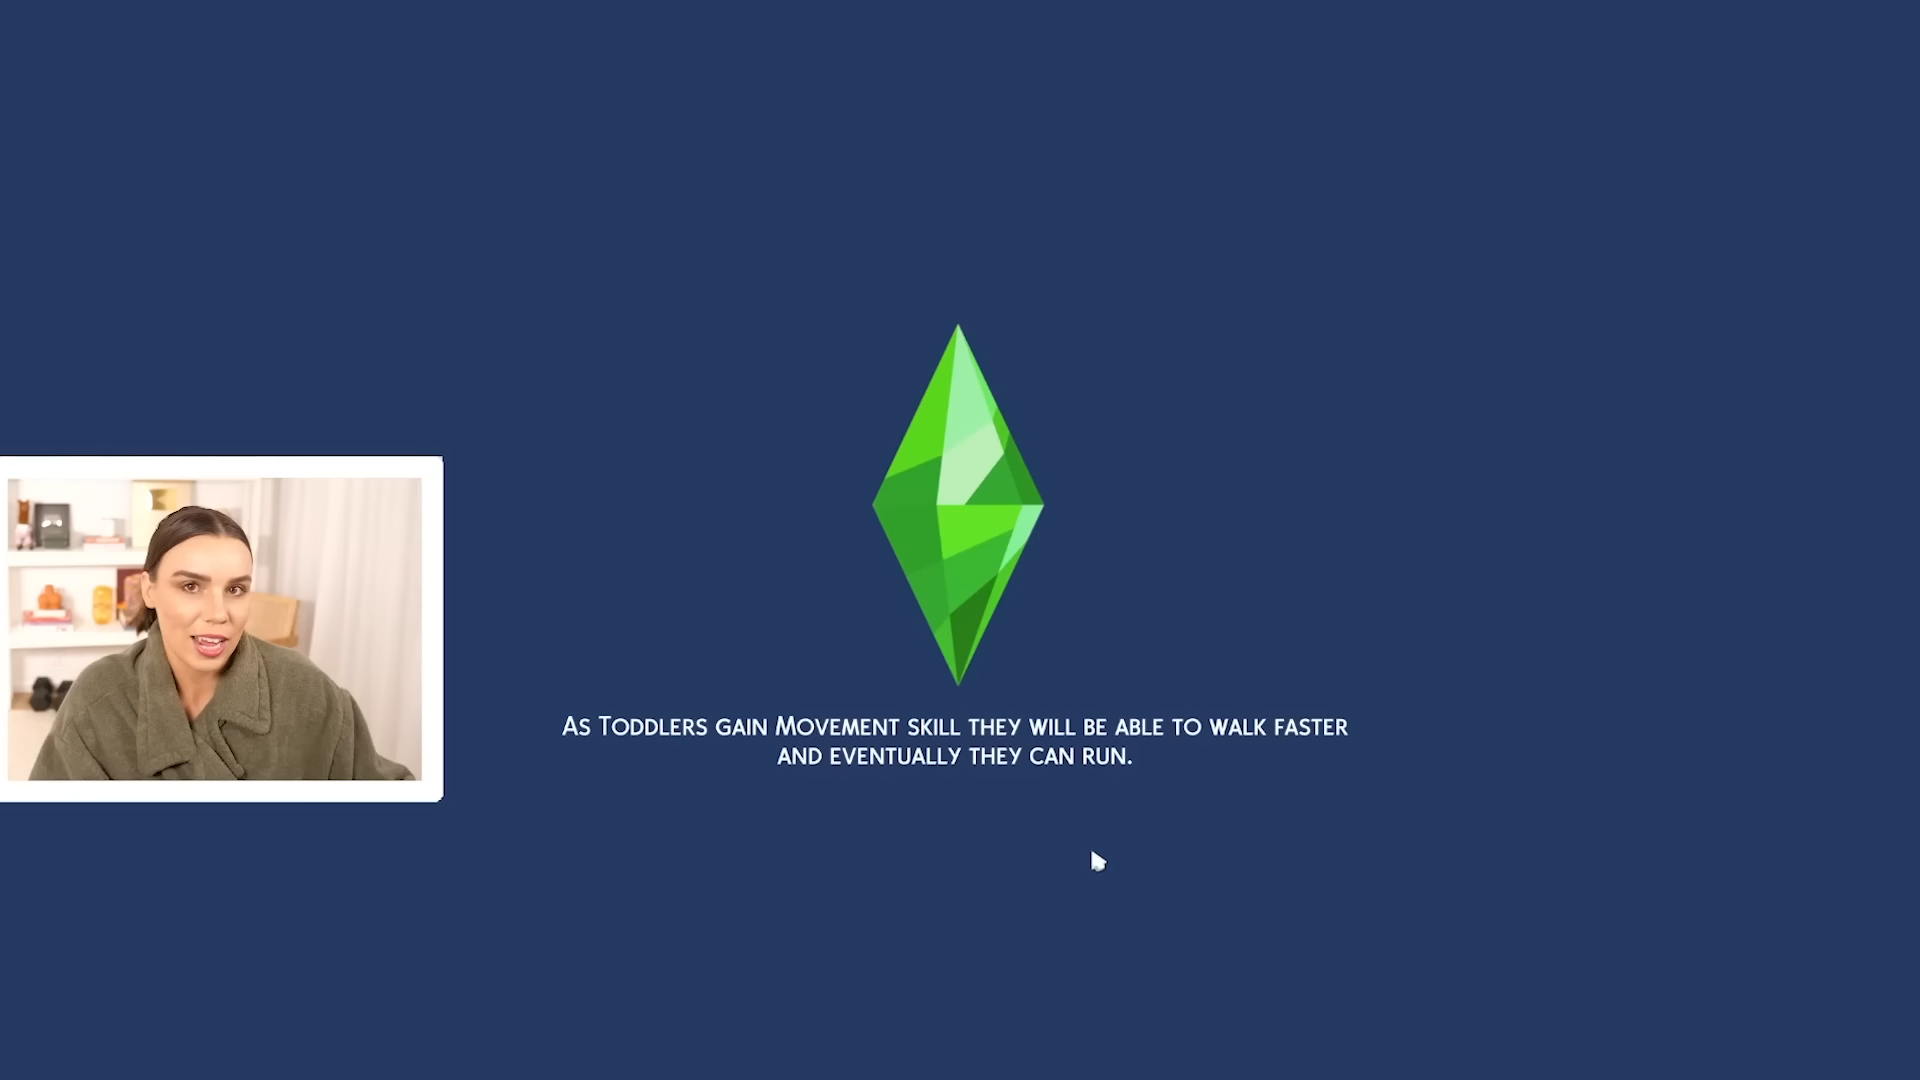 As Toddlers gain Movement skill they will be able to walk faster
and eventually they can run.